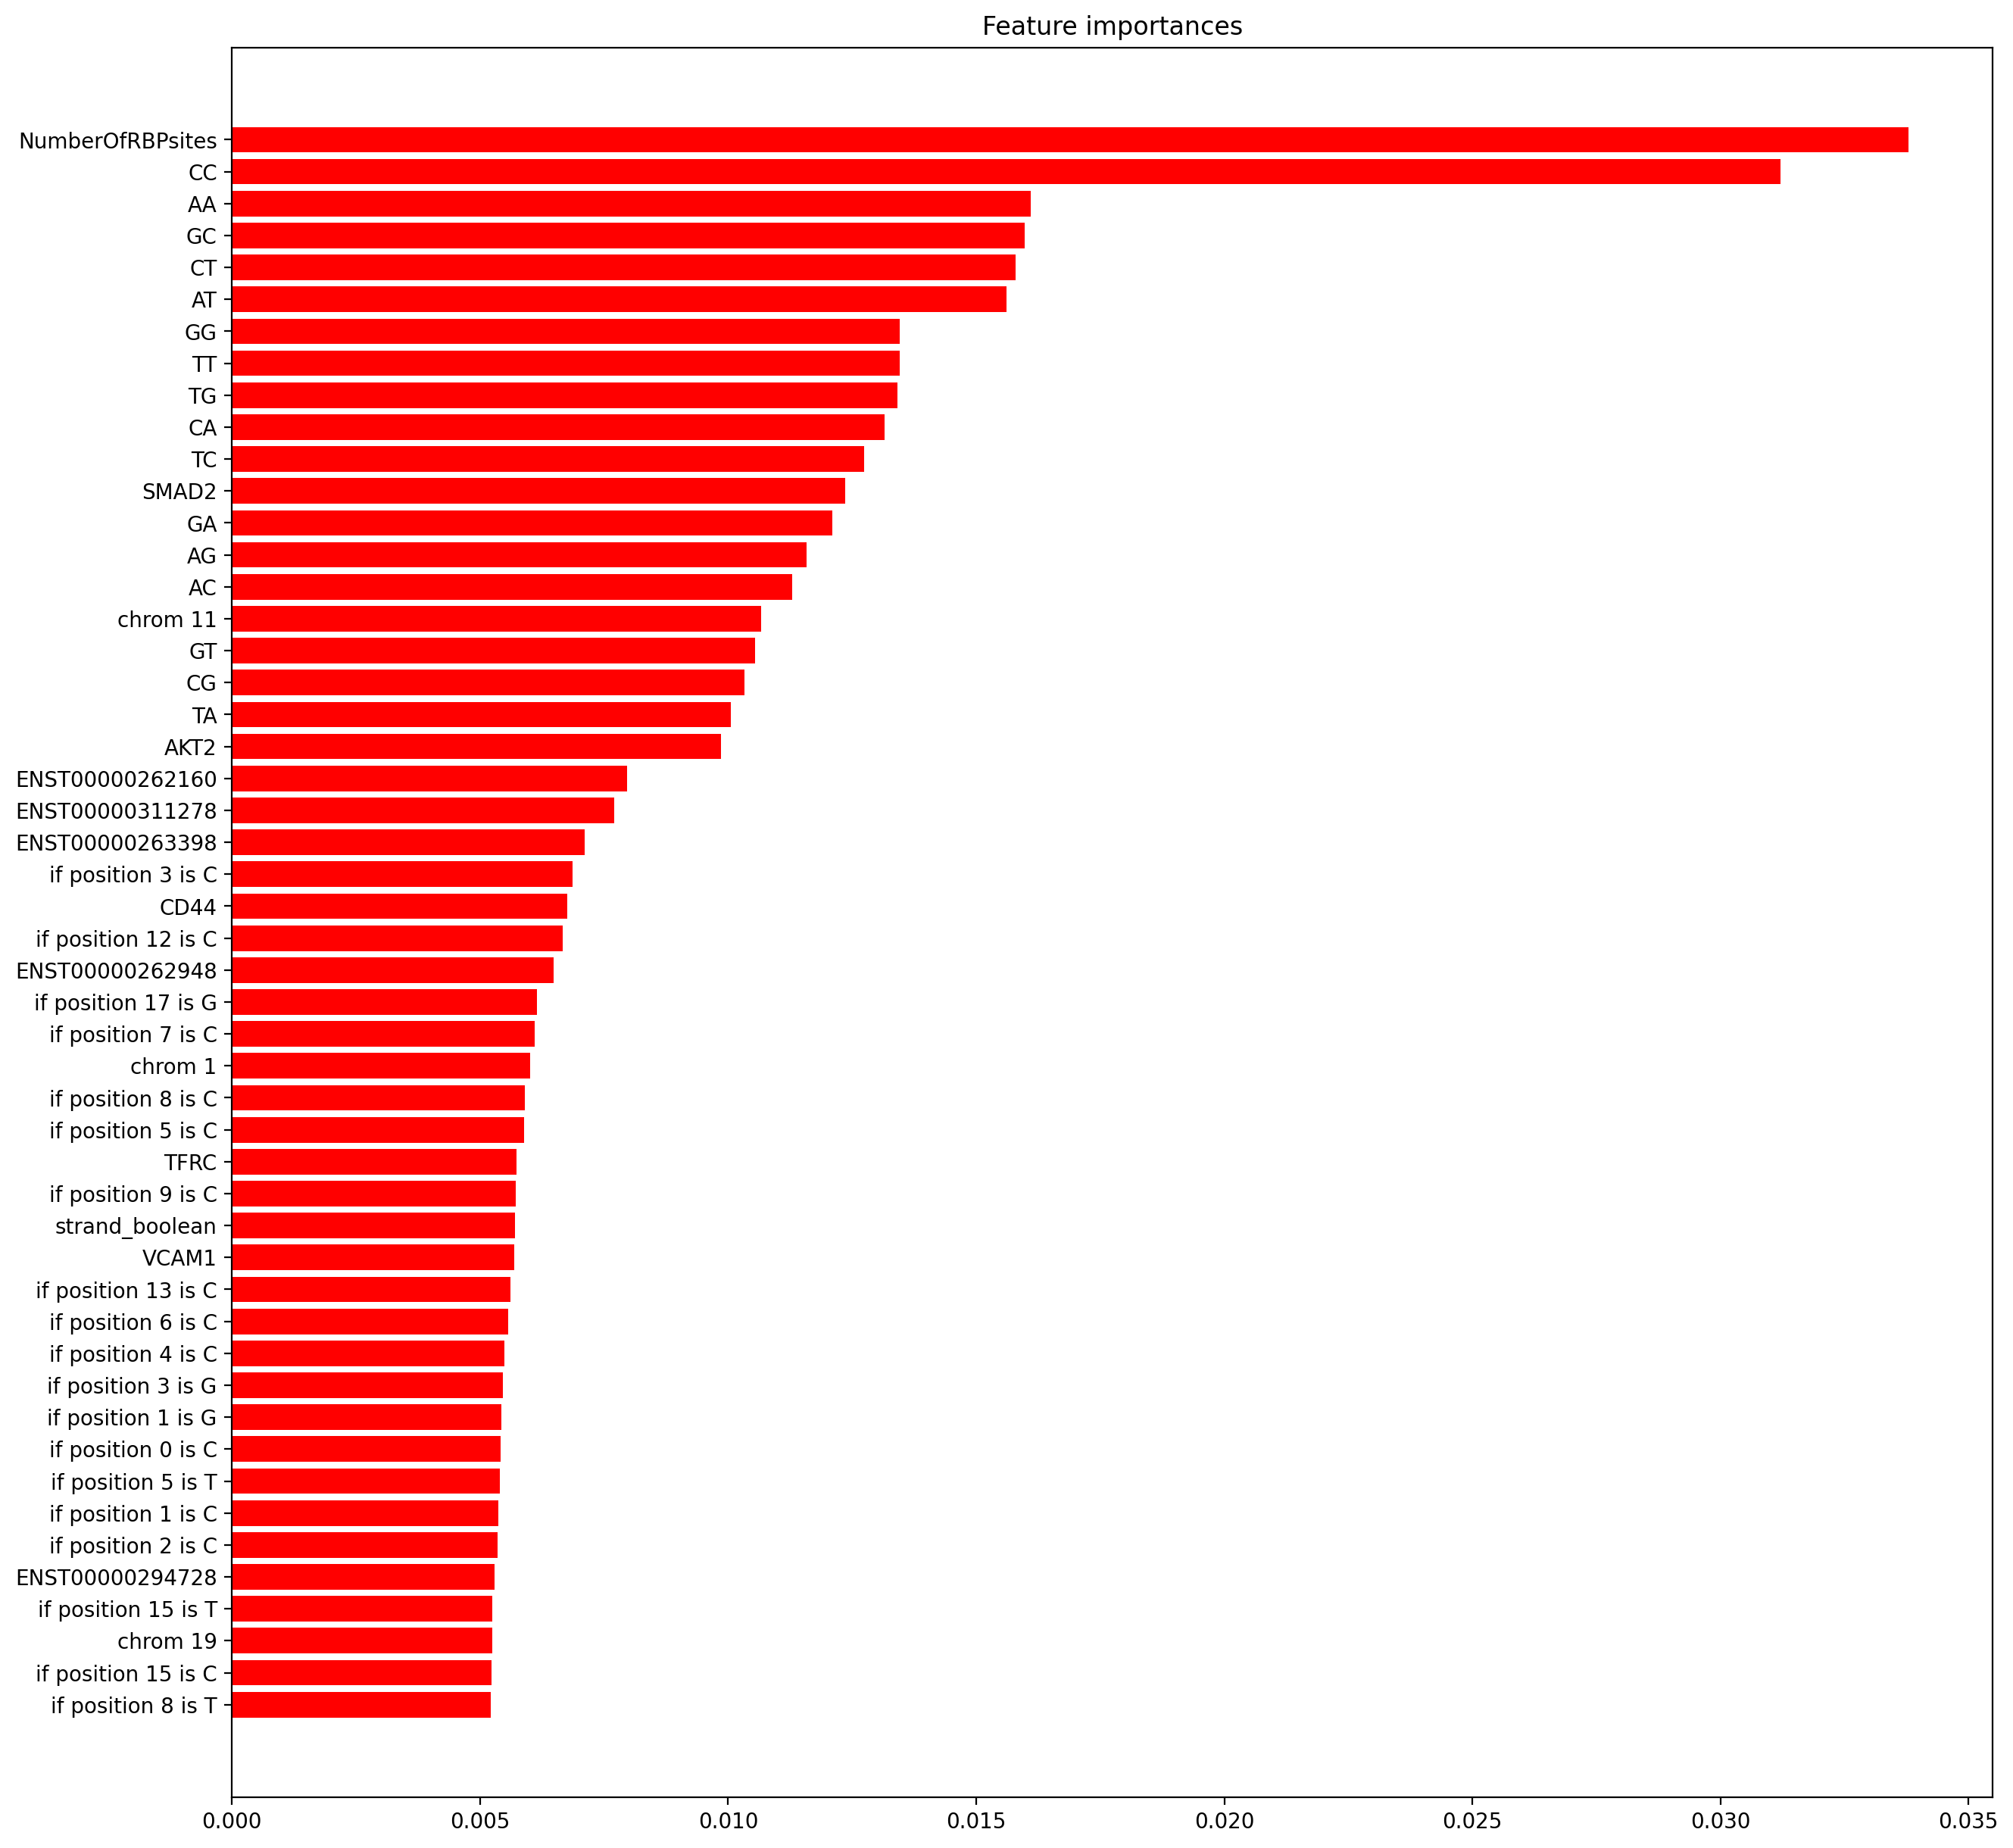 Feature importances
NumberOfRBPsites
CC
AA
GC
CT
AT
GG
TT
TG
CA
TC
SMAD2
GA
AG
AC
chrom 11
GT
CG
TA
AKT2
ENST00000262160
ENST00000311278
ENST00000263398
if position 3 is C
CD44
if position 12 is C
ENST00000262948
if position 17 is G
if position 7 is C
chrom 1
if position 8 is C
if position 5 is C
TFRC
if position 9 is C
strand_boolean
VCAM1
if position 13 is C
if position 6 is C
if position 4 is C
if position 3 is G
if position 1 is G
if position 0 is C
if position 5 is T
if position 1 is C
if position 2 is C
ENST00000294728
if position 15 is T
chrom 19
if position 15 is C
if position 8 is T
0.000 0.005 0.010 0.015 0.020 0.025 0.030 0.035